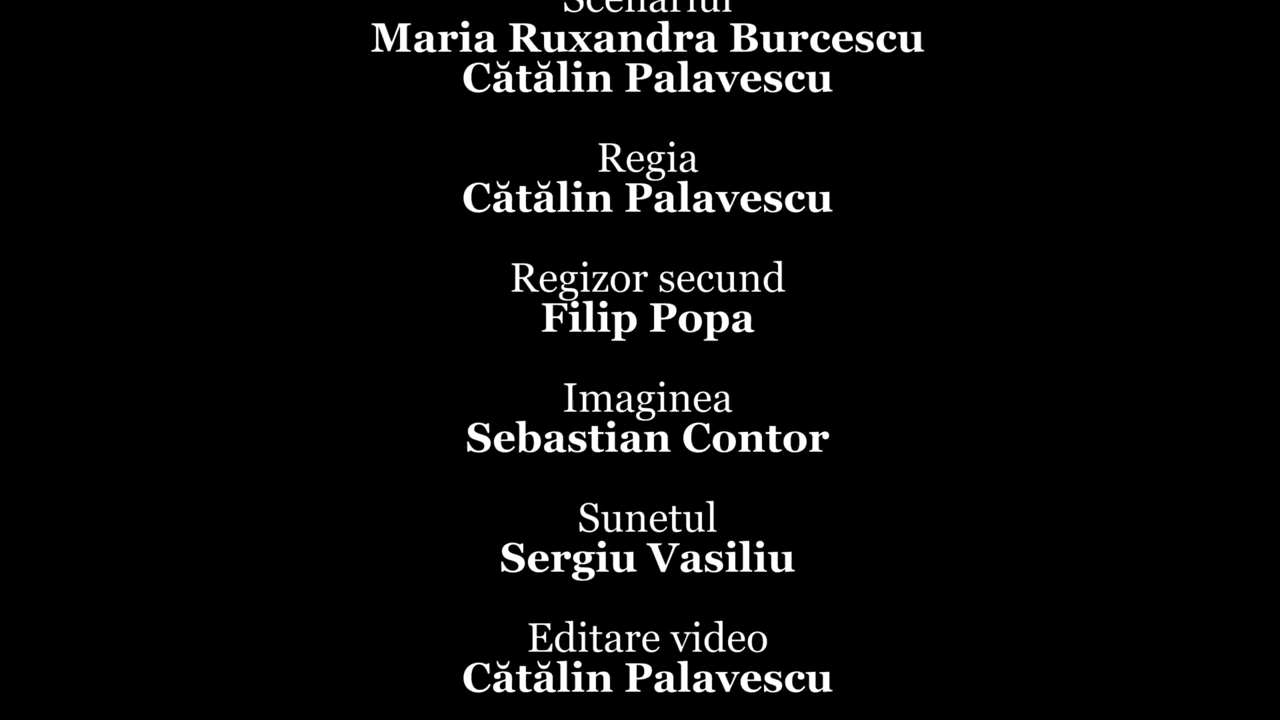 Scenariul
Maria Ruxandra Burcescu
Cătălin Palavescu
Regia
Cătălin Palavescu
Regizor secund
Filip Popa
Imaginea
Sebastian Contor
Sunetul
Sergiu Vasiliu
Editare video
Cătălin Palavescu